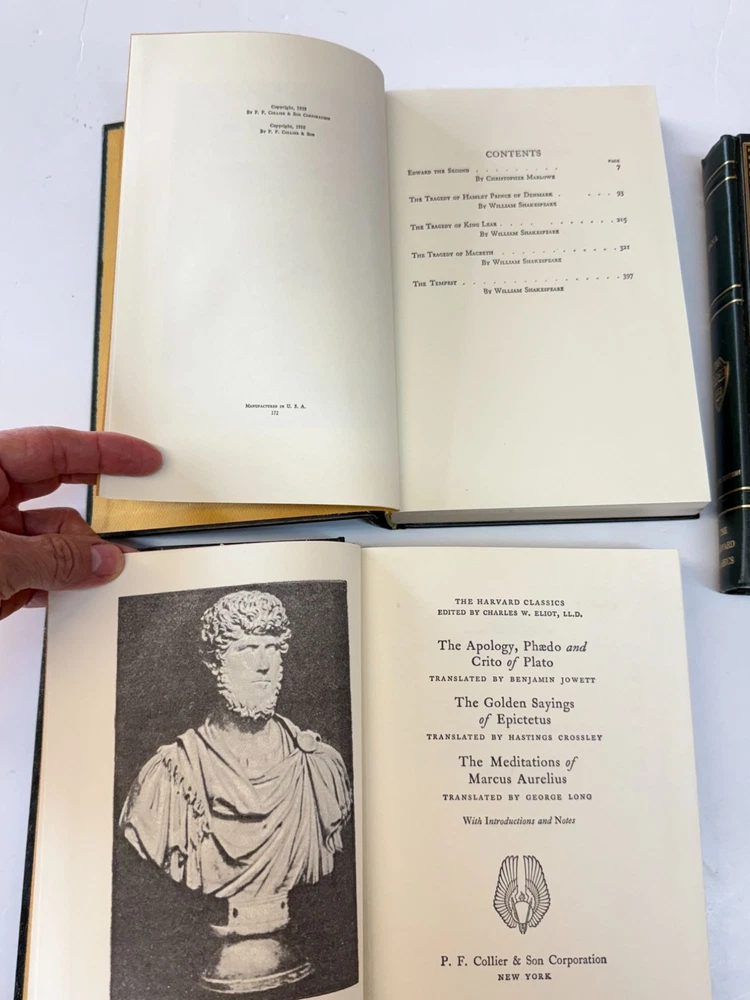 Copyright, 1938
By P. F. Collier & Son Corporation
Copyright, 1910
By P. F. Collier & Son
Manufactured in U. S. A.
CONTENTS
PAGE
Edward the Second . . . . . . . . . 7
By Christopher Marlowe
The Tragedy of Hamlet Prince of Denmark . . . . 93
By William Shakespeare
The Tragedy of King Lear . . . . . . . . . 215
By William Shakespeare
The Tragedy of Macbeth . . . . . . . . . . . . 321
By William Shakespeare
The Tempest . . . . . . . . . . . . . . . 397
By William Shakespeare
THE HARVARD CLASSICS
EDITED BY CHARLES W. ELIOT, LL.D.
The Apology, Phædo and
Crito of Plato
TRANSLATED BY BENJAMIN JOWETT
The Golden Sayings
of Epictetus
TRANSLATED BY HASTINGS CROSSLEY
The Meditations of
Marcus Aurelius
TRANSLATED BY GEORGE LONG
With Introductions and Notes
P. F. Collier & Son Corporation
NEW YORK